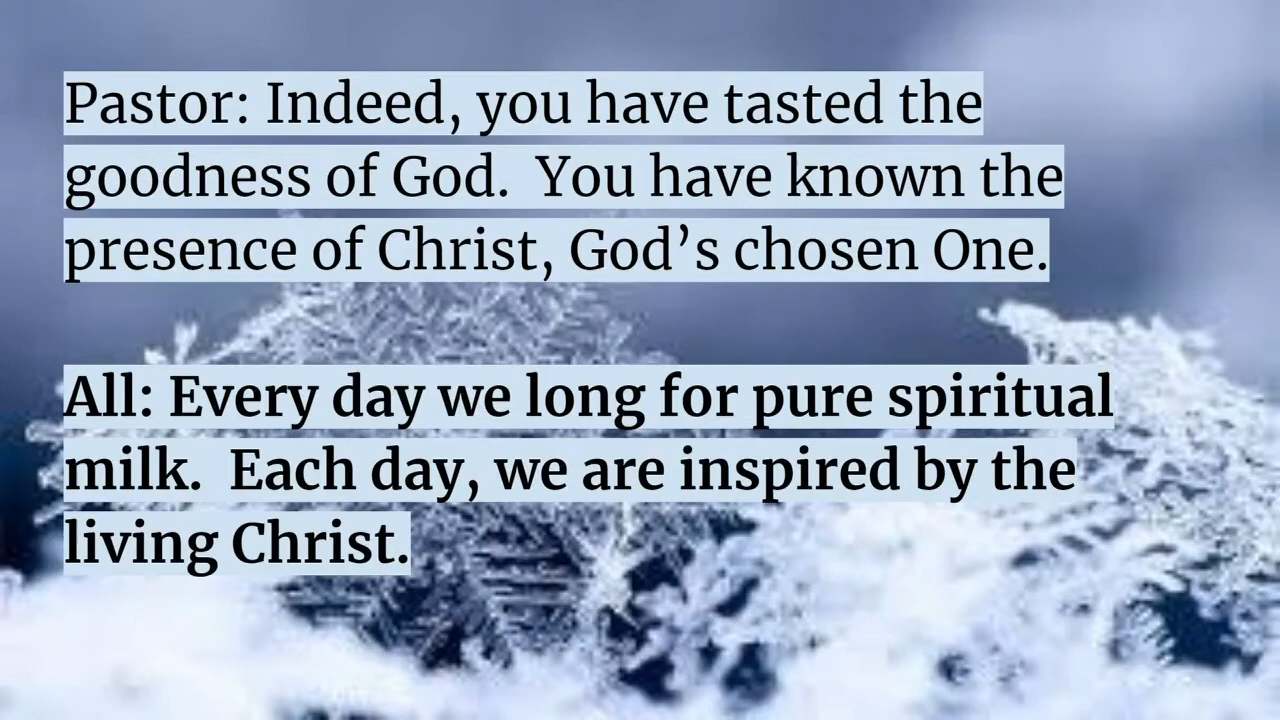 Pastor: Indeed, you have tasted the
goodness of God.  You have known the
presence of Christ, God’s chosen One.
All: Every day we long for pure spiritual
milk.  Each day, we are inspired by the
living Christ.